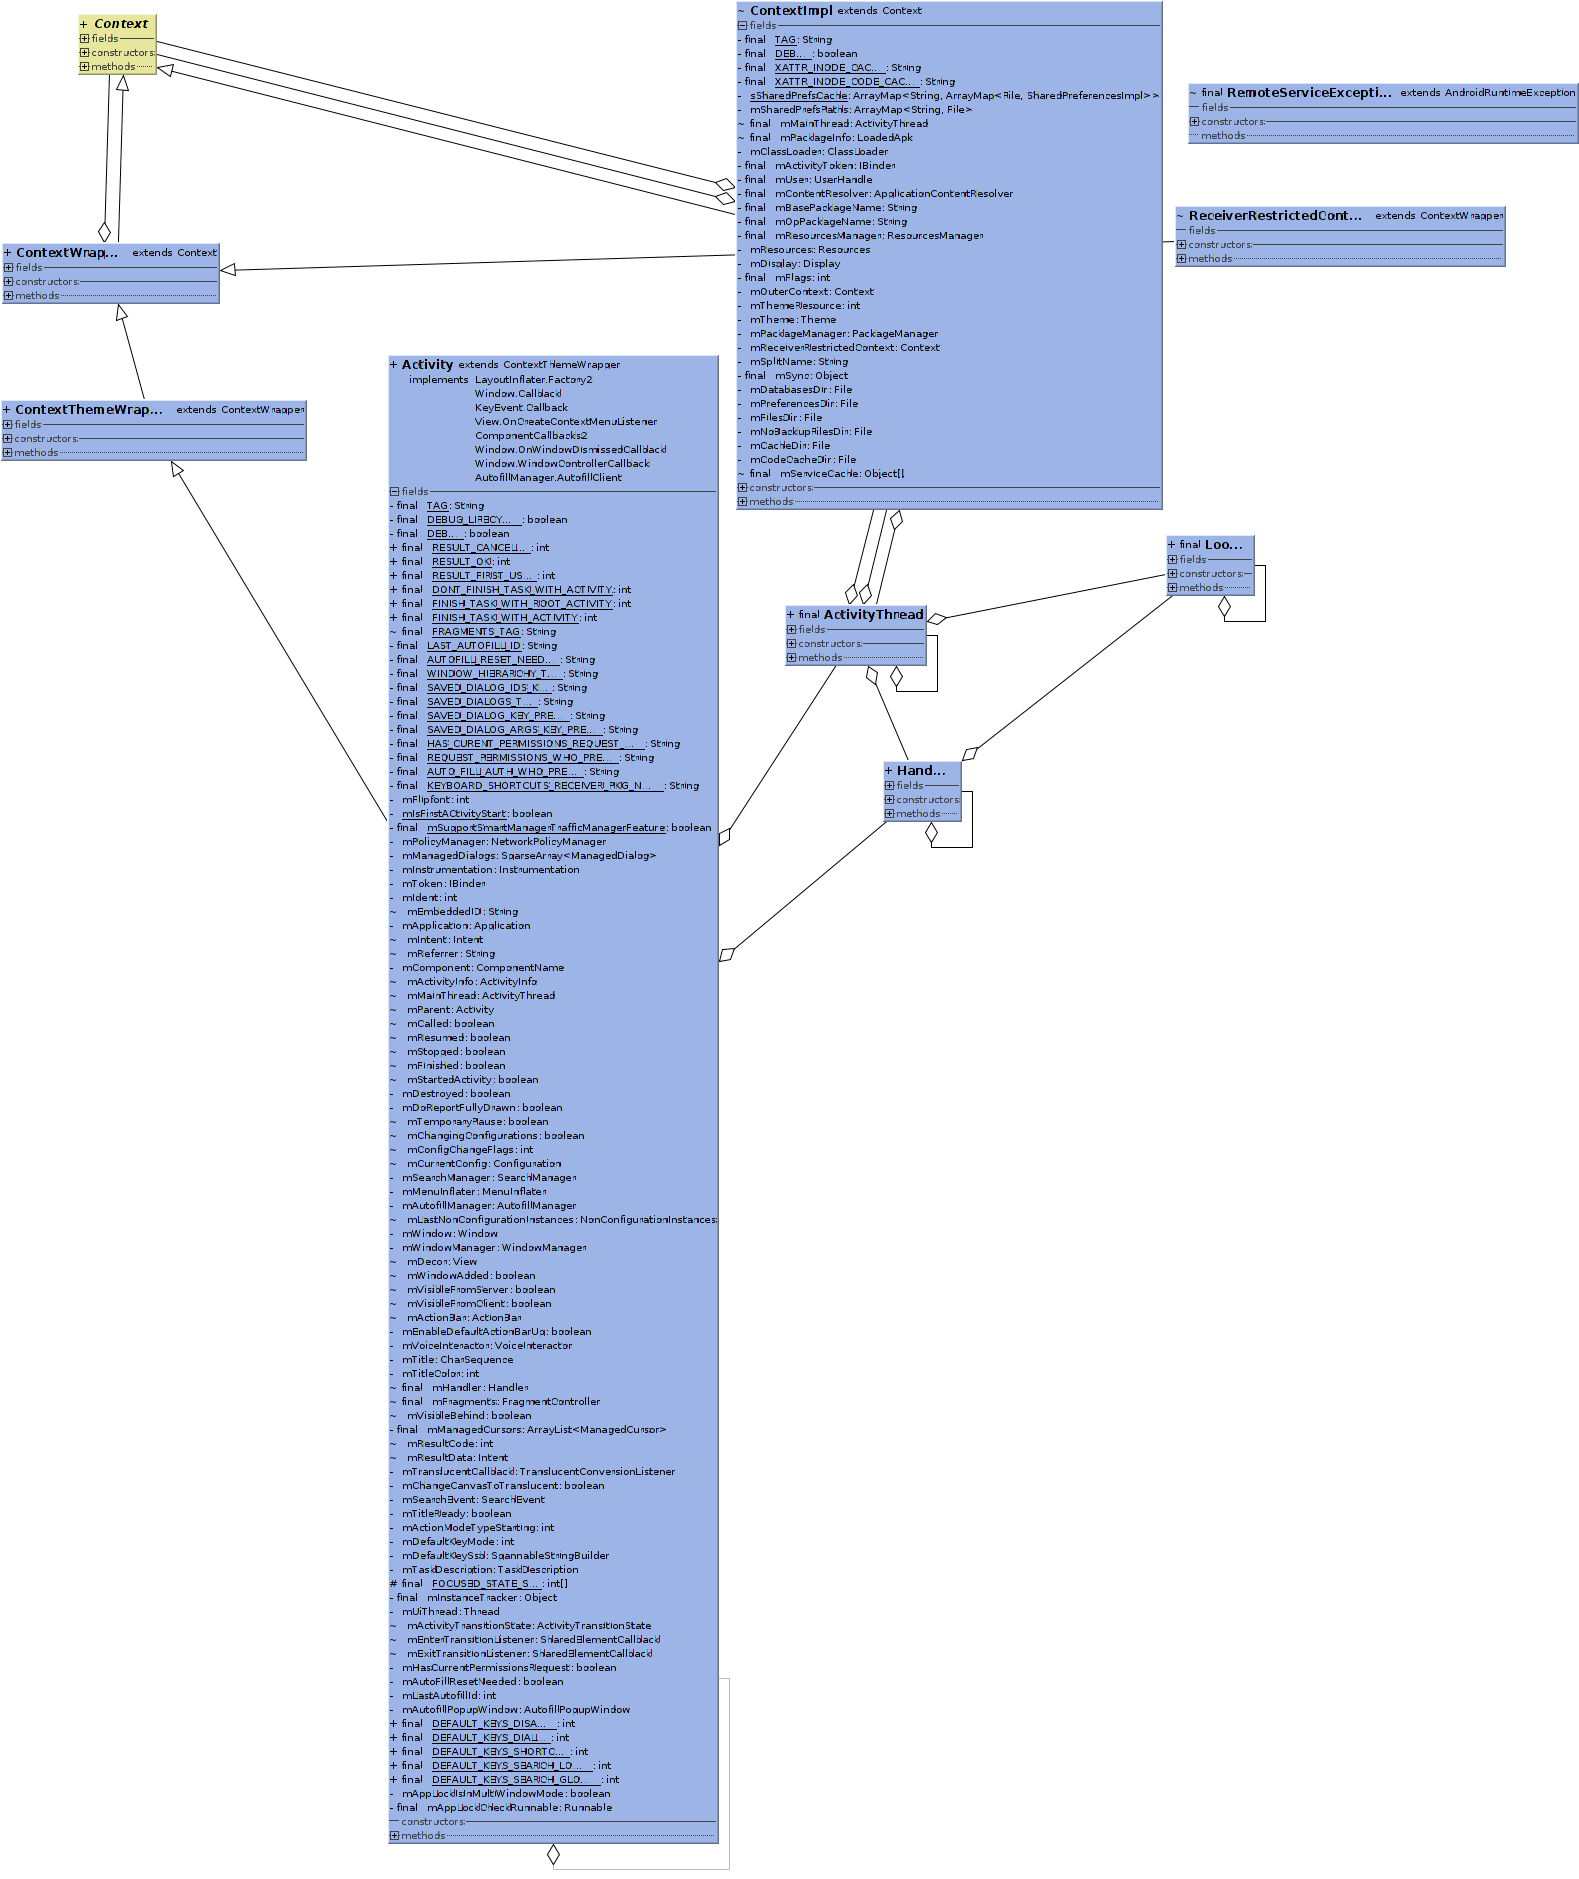 + Context
fields
constructors
methods
~ ContextImpl extends Context
fields
- final TAG: String
- final DEB...: boolean
- final XATTR_INODE_CAC...: String
- final XATTR_INODE_CODE_CAC...: String
- sSharedPrefsCache: ArrayMap<String, ArrayMap<File, SharedPreferencesImpl>>
- mSharedPrefsPaths: ArrayMap<String, File>
~ final mMainThread: ActivityThread
~ final mPackageInfo: LoadedApk
- mClassLoader: ClassLoader
- final mActivityToken: IBinder
- final mUser: UserHandle
- final mContentResolver: ApplicationContentResolver
- final mBasePackageName: String
- final mOpPackageName: String
- final mResourcesManager: ResourcesManager
- mResources: Resources
- mDisplay: Display
- final mFlags: int
- mOuterContext: Context
- mThemeResource: int
- mTheme: Theme
- mPackageManager: PackageManager
- mReceiverRestrictedContext: Context
- mSplitName: String
- final mSync: Object
- mDatabasesDir: File
- mPreferencesDir: File
- mFilesDir: File
- mNoBackupFilesDir: File
- mCacheDir: File
- mCodeCacheDir: File
~ final mServiceCache: Object[]
constructors
methods
~ final RemoteServiceExcepti... extends AndroidRuntimeException
fields
constructors
methods
~ ReceiverRestrictedCont... extends ContextWrapper
fields
constructors
methods
+ ContextWrap... extends Context
fields
constructors
methods
+ ContextThemeWrap... extends ContextWrapper
fields
constructors
methods
+ Activity extends ContextThemeWrapper
implements LayoutInflater.Factory2
Window.Callback
KeyEvent.Callback
View.OnCreateContextMenuListener
ComponentCallbacks2
Window.OnWindowDismissedCallback
Window.WindowControllerCallback
AutofillManager.AutofillClient
fields
- final TAG: String
- final DEBUG_LIFECY...: boolean
- final DEB...: boolean
+ final RESULT_CANCEL...: int
+ final RESULT_OK: int
+ final RESULT_FIRST_US...: int
+ final DONT_FINISH_TASK_WITH_ACTIVITY: int
+ final FINISH_TASK_WITH_ROOT_ACTIVITY: int
+ final FINISH_TASK_WITH_ACTIVITY: int
~ final FRAGMENTS_TAG: String
- final LAST_AUTOFILL_ID: String
- final AUTOFILL_RESET_NEED...: String
- final WINDOW_HIERARCHY_T...: String
- final SAVED_DIALOG_IDS_K...: String
- final SAVED_DIALOGS_T...: String
- final SAVED_DIALOG_KEY_PRE...: String
- final SAVED_DIALOG_ARGS_KEY_PRE...: String
- final HAS_CURENT_PERMISSIONS_REQUEST_...: String
- final REQUEST_PERMISSIONS_WHO_PRE...: String
- final AUTO_FILL_AUTH_WHO_PRE...: String
- final KEYBOARD_SHORTCUTS_RECEIVER_PKG_N...: String
- mFlipfont: int
- mIsFirstACtivityStart: boolean
- final mSupportSmartManagerTrafficManagerFeature: boolean
- mPolicyManager: NetworkPolicyManager
- mManagedDialogs: SparseArray<ManagedDialog>
- mInstrumentation: Instrumentation
- mToken: IBinder
- mIdent: int
~ mEmbeddedID: String
- mApplication: Application
~ mIntent: Intent
~ mReferrer: String
- mComponent: ComponentName
~ mActivityInfo: ActivityInfo
~ mMainThread: ActivityThread
~ mParent: Activity
~ mCalled: boolean
~ mResumed: boolean
~ mStopped: boolean
~ mFinished: boolean
~ mStartedActivity: boolean
- mDestroyed: boolean
- mDoReportFullyDrawn: boolean
~ mTemporaryPause: boolean
~ mChangingConfigurations: boolean
~ mConfigChangeFlags: int
~ mCurrentConfig: Configuration
- mSearchManager: SearchManager
- mMenuInflater: MenuInflater
- mAutofillManager: AutofillManager
~ mLastNonConfigurationInstances: NonConfigurationInstances
- mWindow: Window
- mWindowManager: WindowManager
~ mDecor: View
~ mWindowAdded: boolean
~ mVisibleFromServer: boolean
~ mVisibleFromClient: boolean
~ mActionBar: ActionBar
- mEnableDefaultActionBarUp: boolean
- mVoiceInteractor: VoiceInteractor
- mTitle: CharSequence
- mTitleColor: int
~ final mHandler: Handler
~ final mFragments: FragmentController
~ mVisibleBehind: boolean
- final mManagedCursors: ArrayList<ManagedCursor>
~ mResultCode: int
~ mResultData: Intent
- mTranslucentCallback: TranslucentConversionListener
- mChangeCanvasToTranslucent: boolean
- mSearchEvent: SearchEvent
- mTitleReady: boolean
- mActionModeTypeStarting: int
- mDefaultKeyMode: int
- mDefaultKeySsb: SpannableStringBuilder
- mTaskDescription: TaskDescription
# final FOCUSED_STATE_S...: int[]
- final mInstanceTracker: Object
- mUiThread: Thread
~ mActivityTransitionState: ActivityTransitionState
~ mEnterTransitionListener: SharedElementCallback
~ mExitTransitionListener: SharedElementCallback
- mHasCurrentPermissionsRequest: boolean
- mAutoFillResetNeeded: boolean
- mLastAutofillId: int
- mAutofillPopupWindow: AutofillPopupWindow
+ final DEFAULT_KEYS_DISA...: int
+ final DEFAULT_KEYS_DIAL...: int
+ final DEFAULT_KEYS_SHORTC...: int
+ final DEFAULT_KEYS_SEARCH_LO...: int
+ final DEFAULT_KEYS_SEARCH_GLO...: int
- mAppLockIsInMultiWindowMode: boolean
- final mAppLockCheckRunnable: Runnable
constructors
methods
+ final Loo...
fields
constructors
methods
+ final ActivityThread
fields
constructors
methods
+ Hand...
fields
constructors
methods